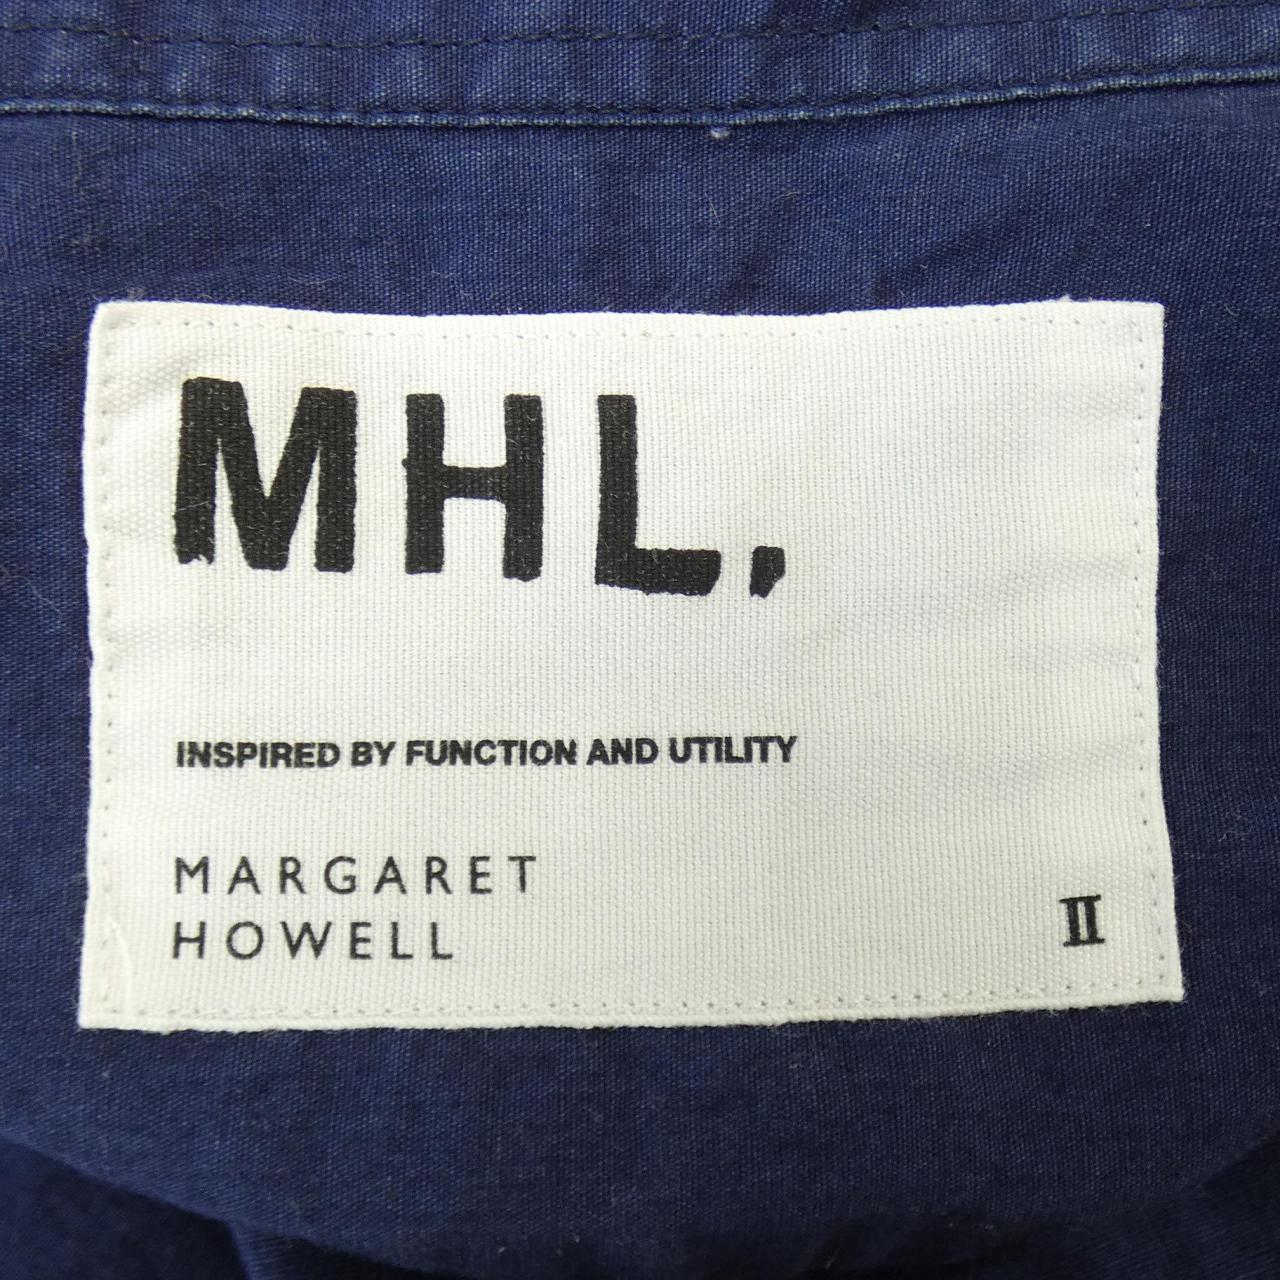 MHL.
INSPIRED BY FUNCTION AND UTILITY
MARGARET
HOWELL
II